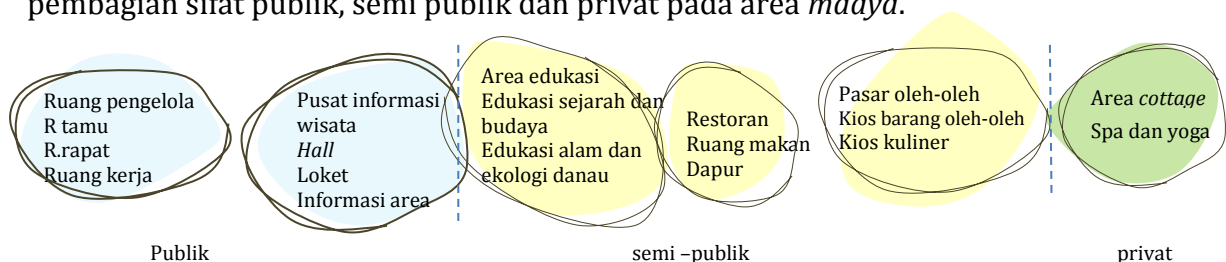 pembagian sifat publik, semi publik dan privat pada area madya.
Ruang pengelola
R tamu
R.rapat
Ruang kerja
Pusat informasi
wisata
Hall
Loket
Informasi area
Area edukasi
Edukasi sejarah dan
budaya
Edukasi alam dan
ekologi danau
Restoran
Ruang makan
Dapur
Pasar oleh-oleh
Kios barang oleh-oleh
Kios kuliner
Area cottage
Spa dan yoga
Publik
semi –publik
privat